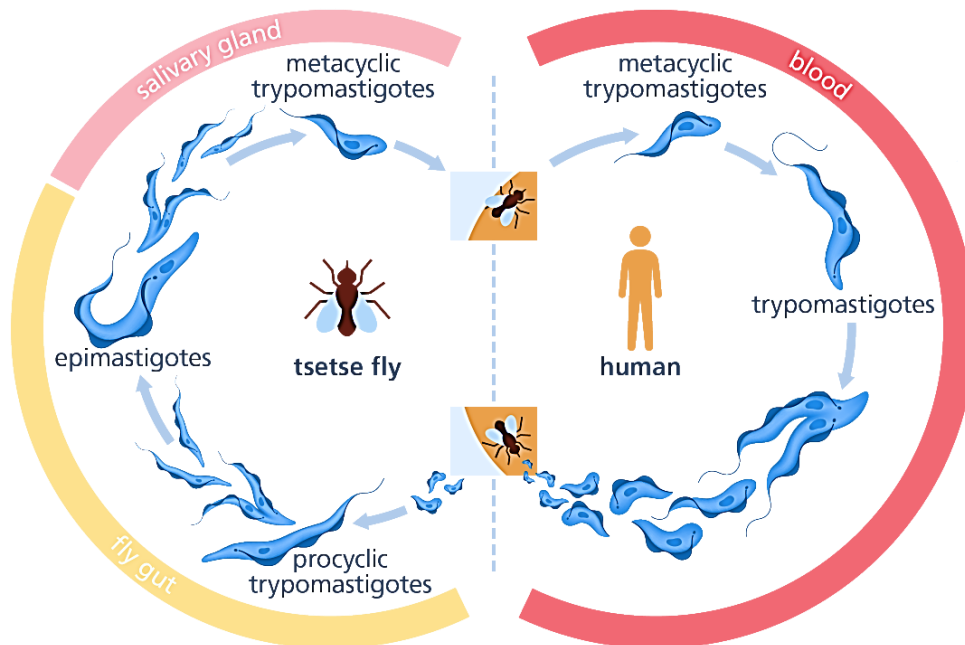 salivary gland
metacyclic
trypomastigotes
metacyclic
trypomastigotes
blood
trypomastigotes
epimastigotes
tsetse fly
human
procyclic
trypomastigotes
fly gut